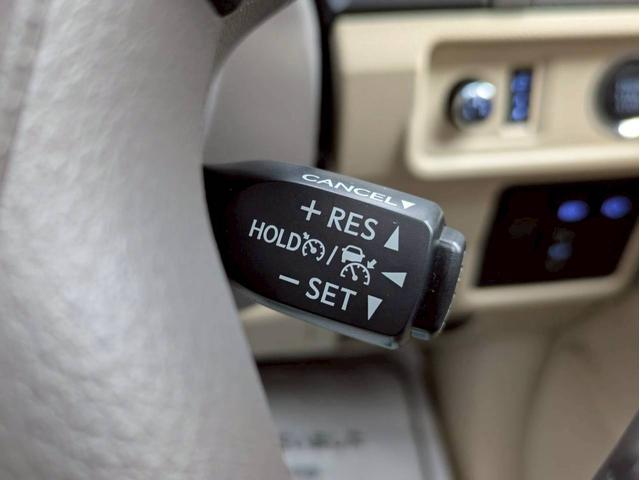 CANCEL▼
+ RES ▲
HOLD / ◀
− SET ▼